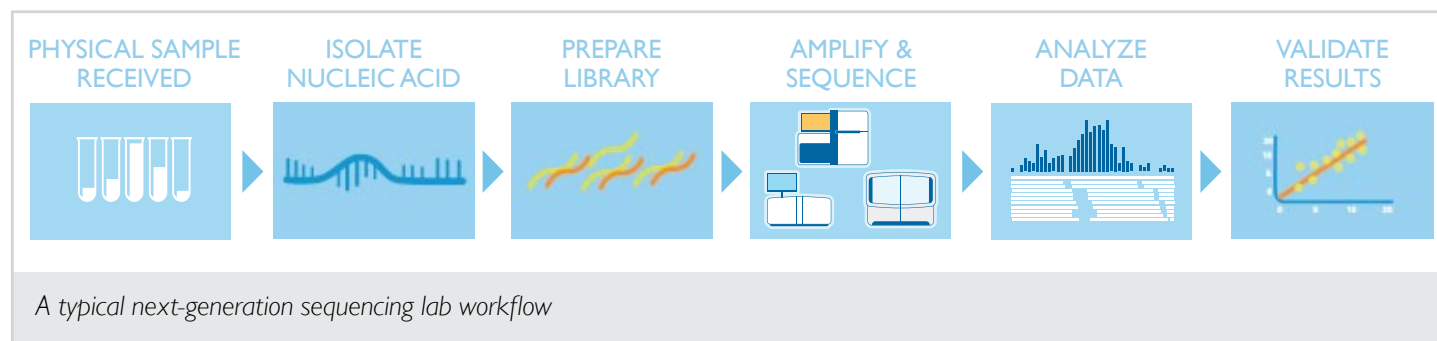 PHYSICAL SAMPLE
RECEIVED
ISOLATE
NUCLEIC ACID
PREPARE
LIBRARY
AMPLIFY &
SEQUENCE
ANALYZE
DATA
VALIDATE
RESULTS
A typical next-generation sequencing lab workflow